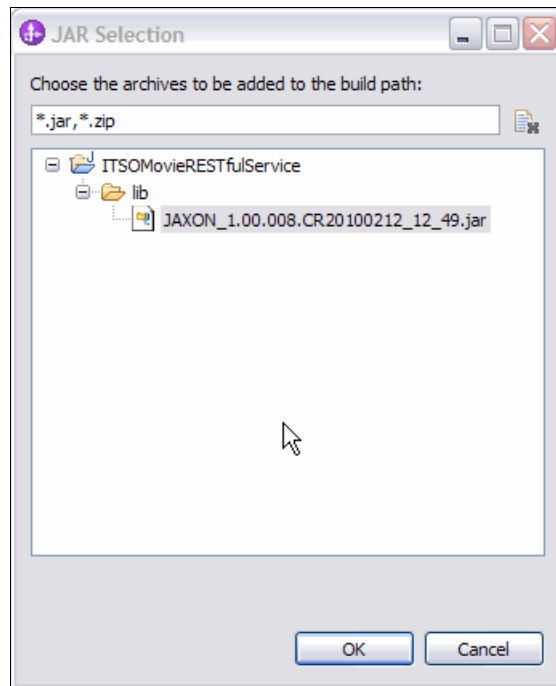 JAR Selection
Choose the archives to be added to the build path:
*.jar,*.zip
ITSOMovieRESTfulService
lib
JAXON_1.00.008.CR20100212_12_49.jar
OK Cancel